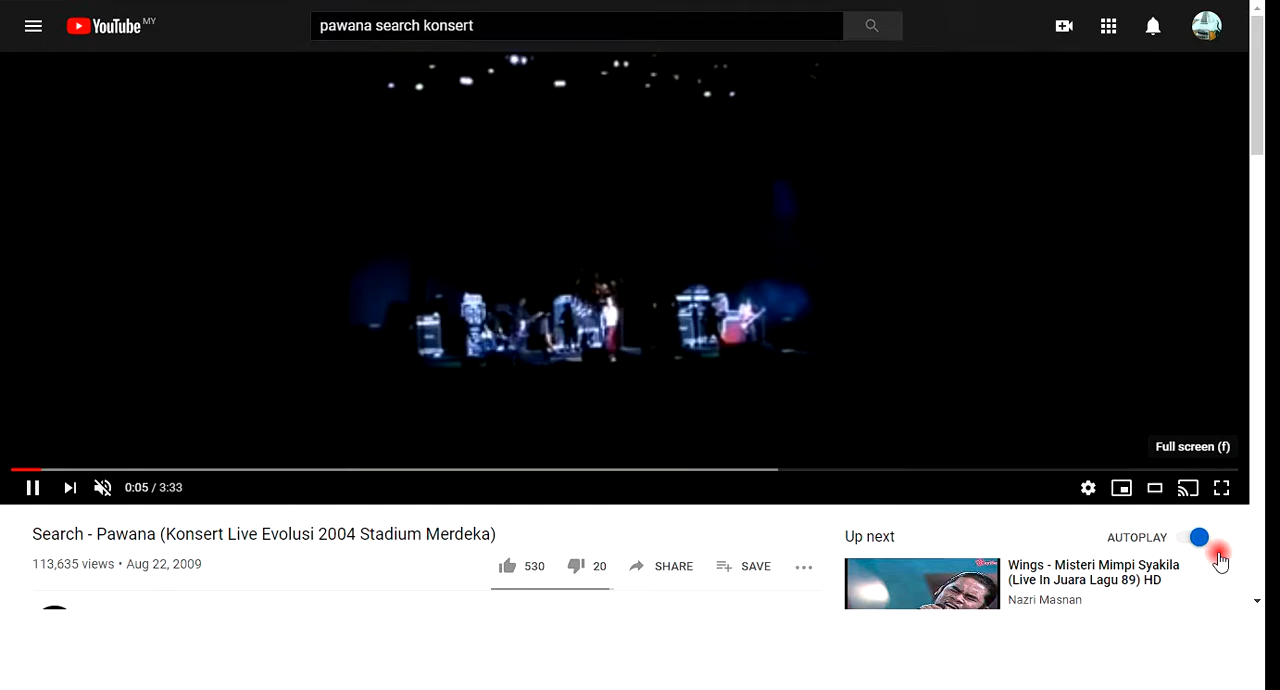 YouTube MY
pawana search konsert
Full screen (f)
0:05 / 3:33
Search - Pawana (Konsert Live Evolusi 2004 Stadium Merdeka)
113,635 views • Aug 22, 2009
530
20
SHARE
SAVE
Up next
AUTOPLAY
Wings - Misteri Mimpi Syakila
(Live In Juara Lagu 89) HD
Nazri Masnan